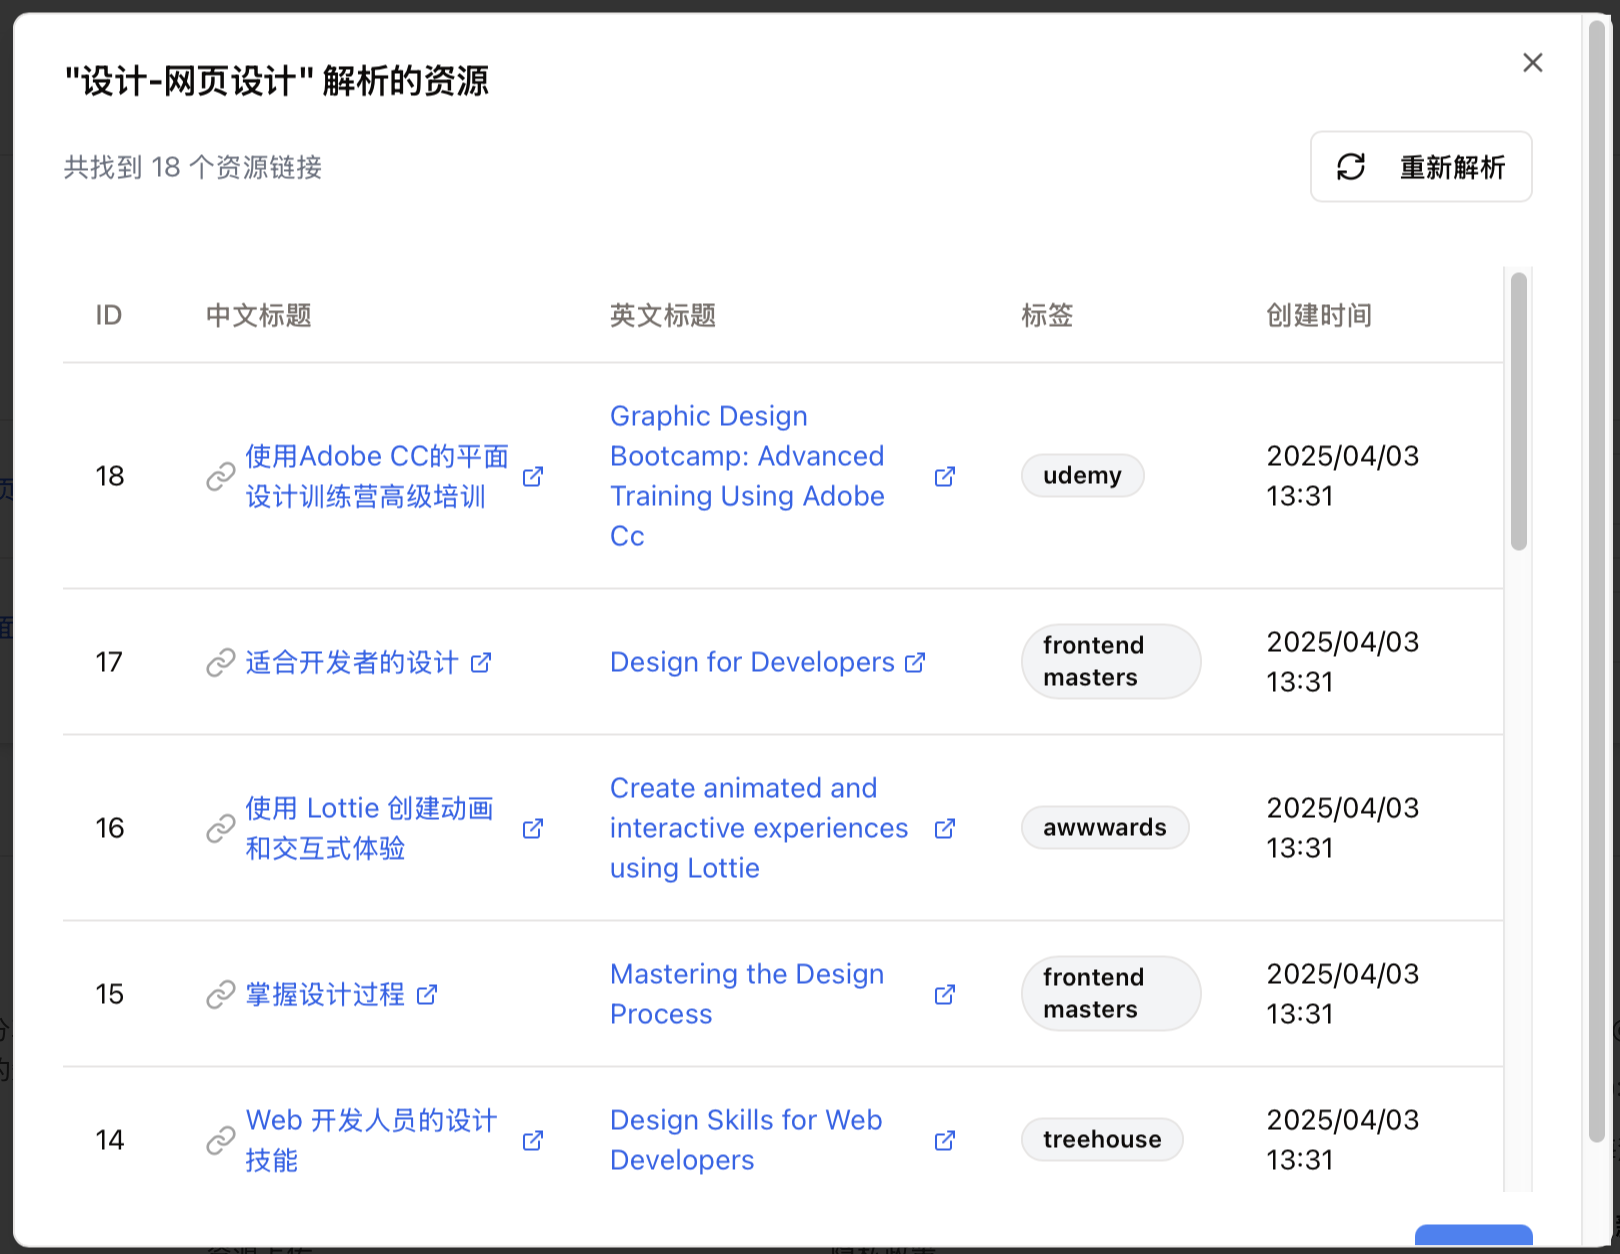 "设计-网页设计" 解析的资源
共找到 18 个资源链接
重新解析
ID 中文标题 英文标题 标签 创建时间
18
使用Adobe CC的平面
设计训练营高级培训
Graphic Design
Bootcamp: Advanced
Training Using Adobe
Cc
udemy
2025/04/03
13:31
17
适合开发者的设计
Design for Developers
frontend
masters
2025/04/03
13:31
16
使用 Lottie 创建动画
和交互式体验
Create animated and
interactive experiences
using Lottie
awwwards
2025/04/03
13:31
15
掌握设计过程
Mastering the Design
Process
frontend
masters
2025/04/03
13:31
14
Web 开发人员的设计
技能
Design Skills for Web
Developers
treehouse
2025/04/03
13:31